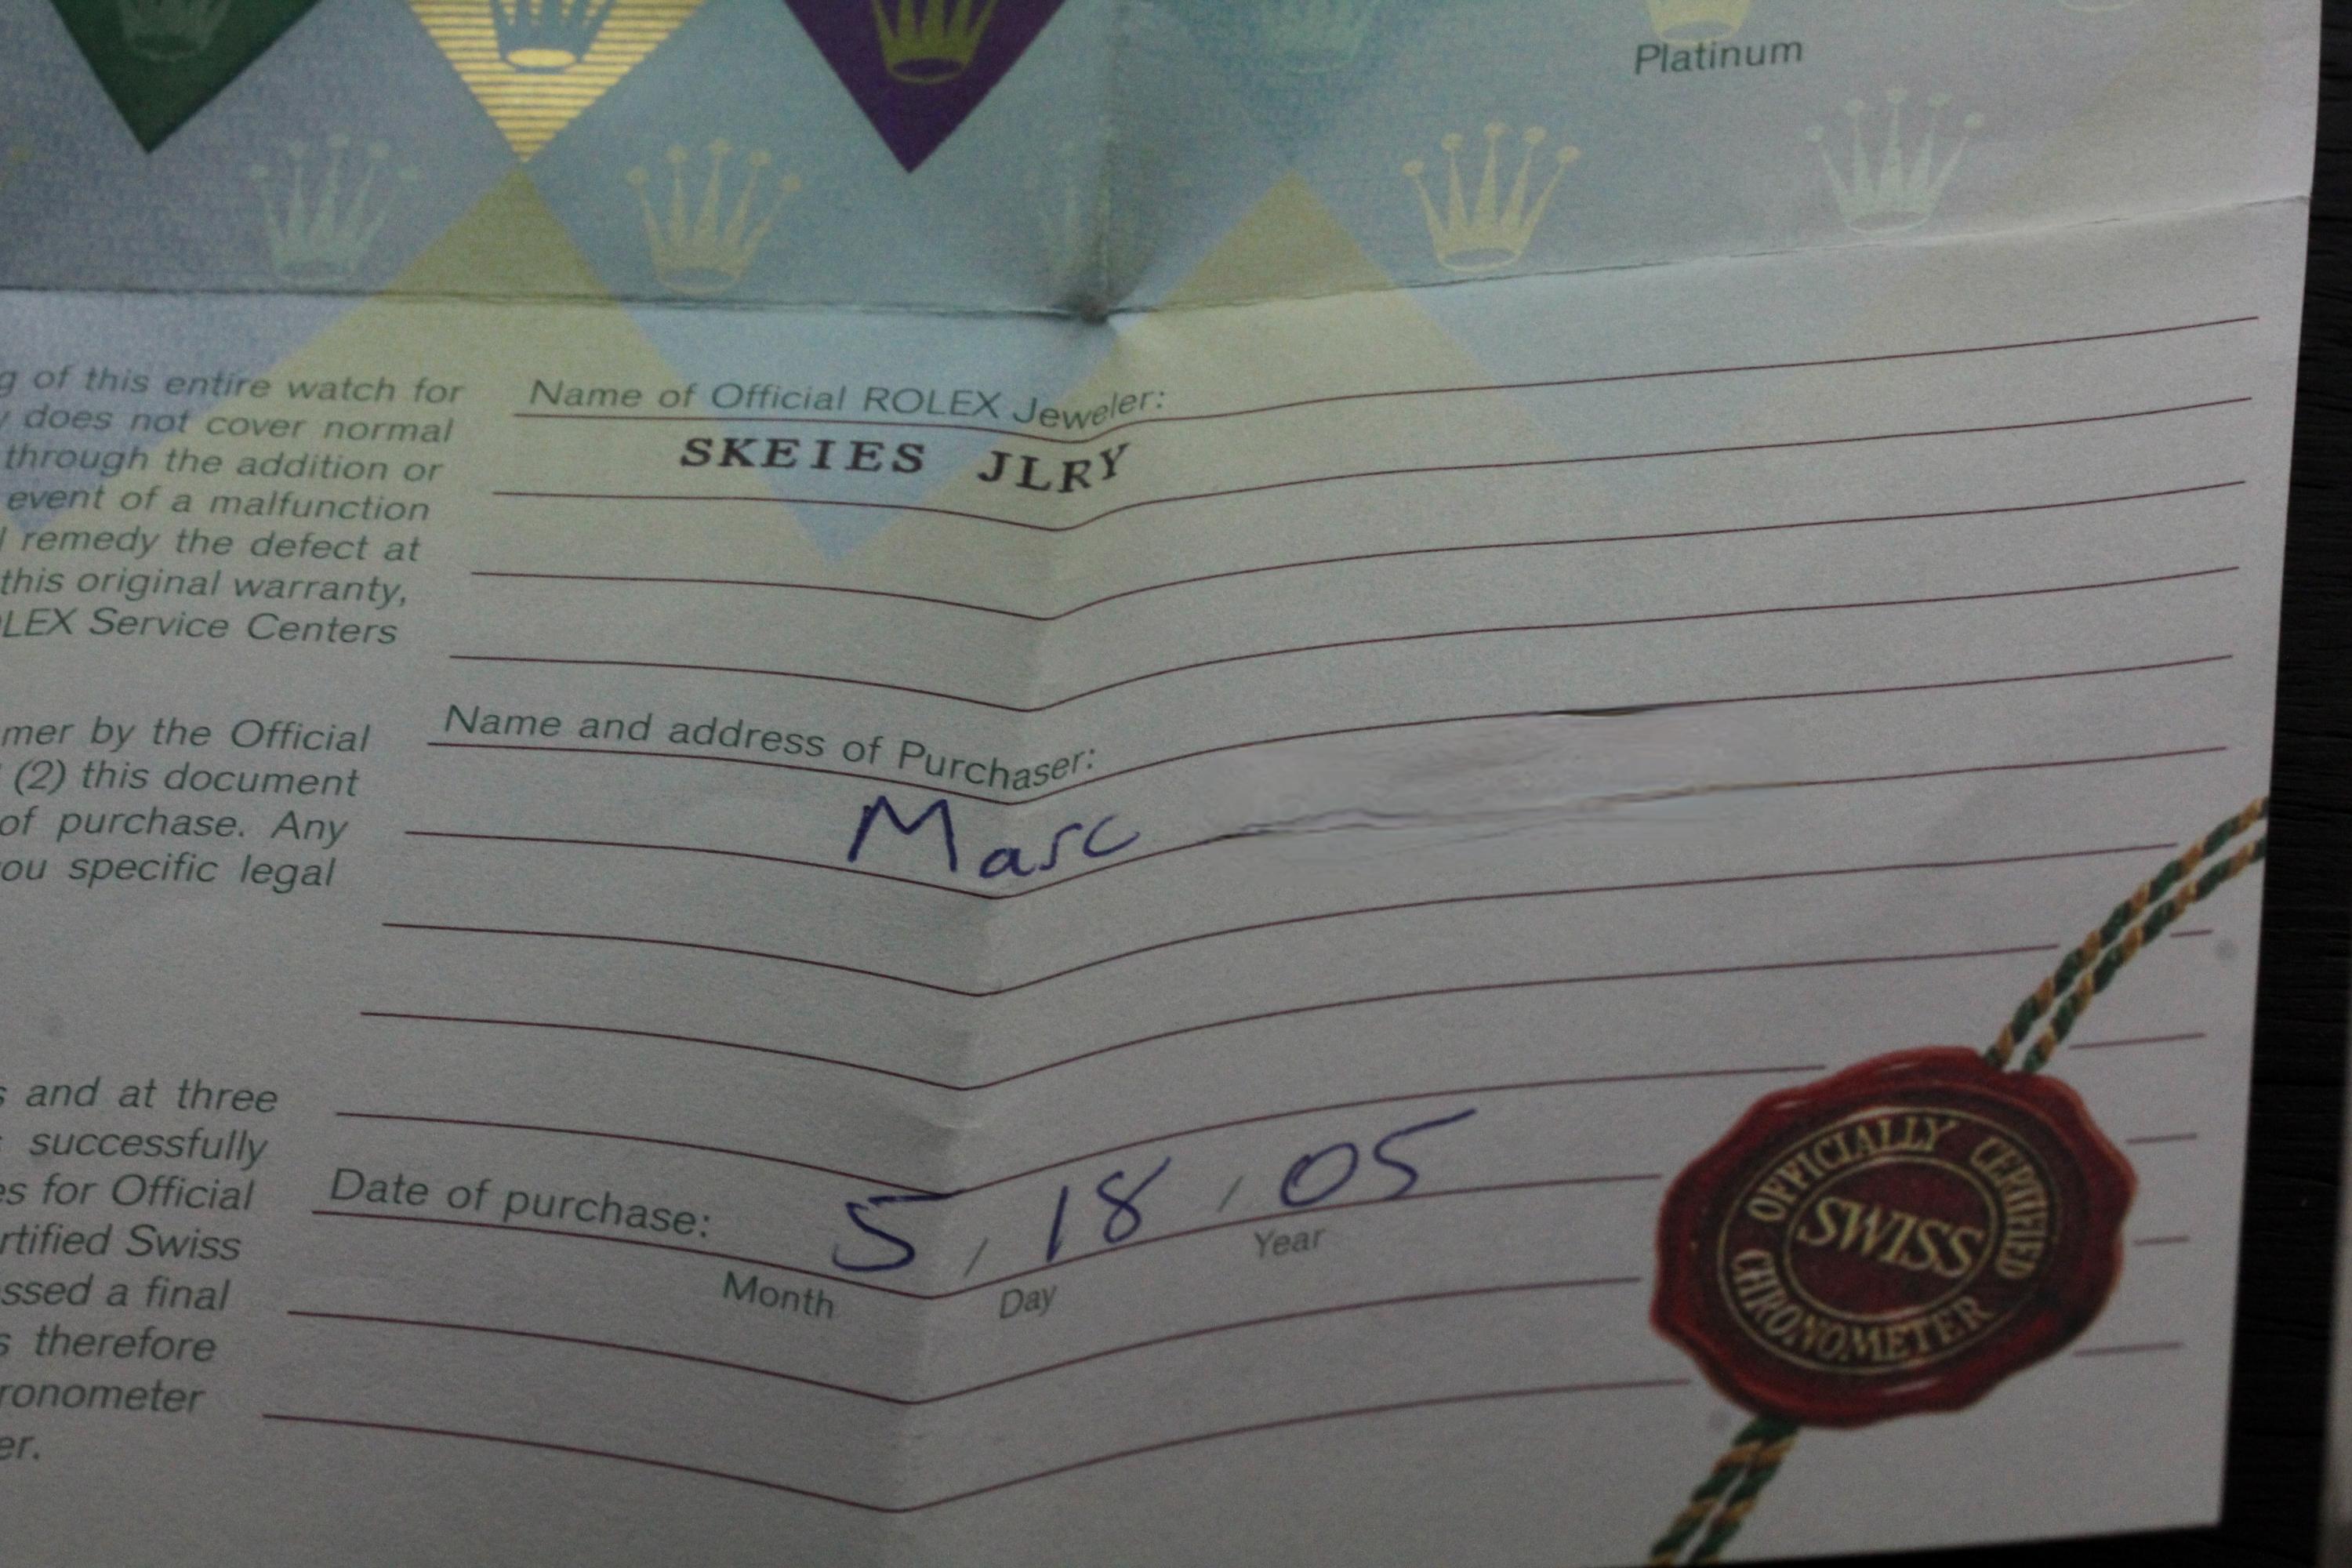 Platinum
g of this entire watch for
does not cover normal
through the addition or
event of a malfunction
remedy the defect at
this original warranty,
LEX Service Centers
mer by the Official
(2) this document
of purchase. Any
ou specific legal
s and at three
successfully
es for Official
rtified Swiss
ssed a final
s therefore
ronometer
er.
Name of Official ROLEX Jeweler:
SKEIES JLRY
Name and address of Purchaser:
Marc
Date of purchase: 5 / 18 / 05
Month Day Year
OFFICIALLY CERTIFIED
SWISS
CHRONOMETER